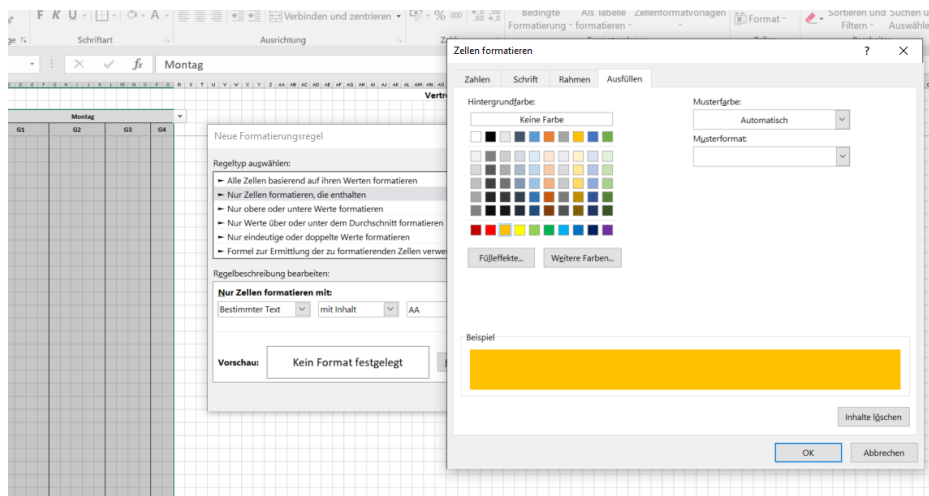 F K U A Verbinden und zentrieren % 000 Bedingte Als Tabelle Zellenformatvorlagen Format Sortieren und Suchen u
Formatierung formatieren Filtern Auswähle
Schriftart Ausrichtung
fx Montag
Vertr
Montag
G1 G2 G3 G4
Neue Formatierungsregel
Regeltyp auswählen:
► Alle Zellen basierend auf ihren Werten formatieren
► Nur Zellen formatieren, die enthalten
► Nur obere oder untere Werte formatieren
► Nur Werte über oder unter dem Durchschnitt formatieren
► Nur eindeutige oder doppelte Werte formatieren
► Formel zur Ermittlung der zu formatierenden Zellen verwe
Regelbeschreibung bearbeiten:
Nur Zellen formatieren mit:
Bestimmter Text mit Inhalt AA
Vorschau: Kein Format festgelegt
Zellen formatieren ? X
Zahlen Schrift Rahmen Ausfüllen
Hintergrundfarbe:
Keine Farbe
Fülleffekte... Weitere Farben...
Musterfarbe:
Automatisch
Musterformat:
Beispiel
Inhalte löschen
OK Abbrechen